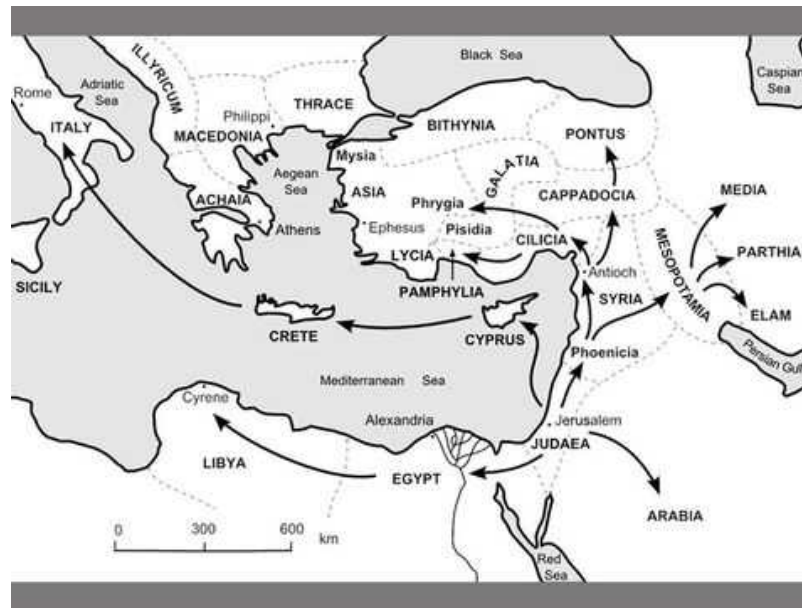 Black Sea
Caspian
Sea
ILLYRICUM
Adriatic
Sea
Rome
ITALY
THRACE
Philippi
MACEDONIA
BITHYNIA
PONTUS
Mysia
GALATIA
Aegean
Sea
ASIA
CAPPADOCIA
MEDIA
ACHAIA
Phrygia
Athens
Ephesus
Pisidia
CILICIA
MESOPOTAMIA
PARTHIA
LYCIA
Antioch
SICILY
PAMPHYLIA
SYRIA
ELAM
CRETE
CYPRUS
Phoenicia
Persian Gulf
Mediterranean Sea
Cyrene
Alexandria
Jerusalem
JUDAEA
LIBYA
EGYPT
ARABIA
0 300 600
km
Red
Sea